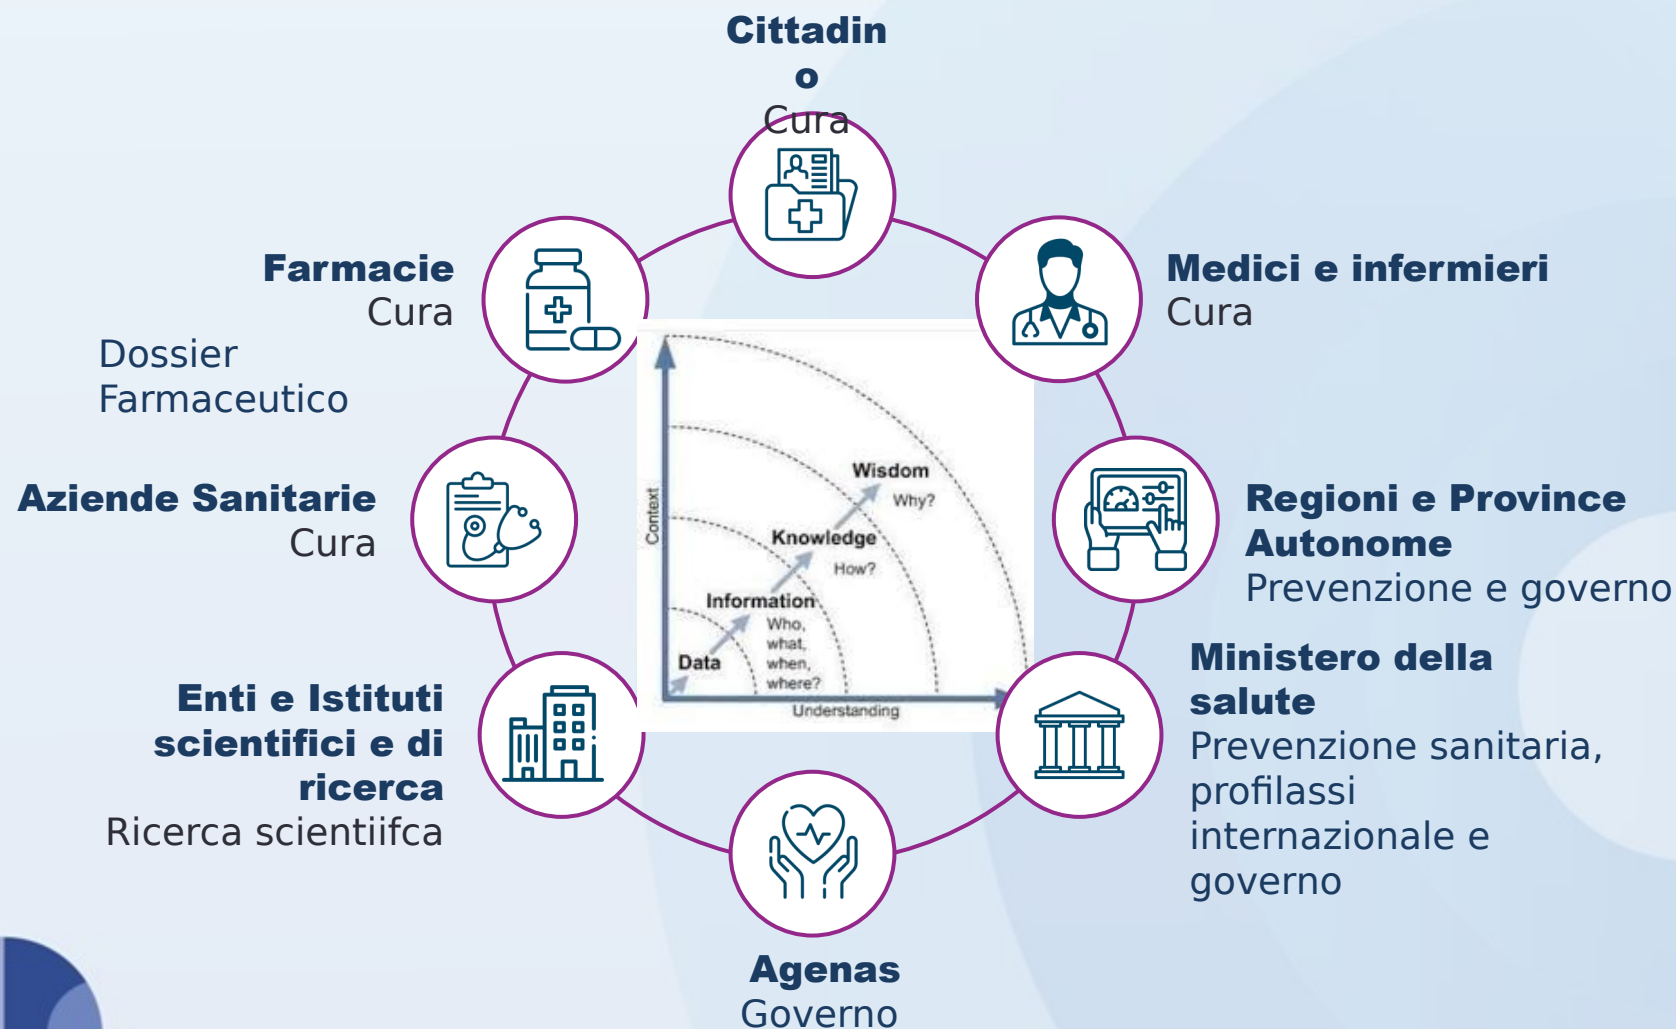 Cittadin
o
Cura
Farmacie
Cura
Dossier
Farmaceutico
Medici e infermieri
Cura
Aziende Sanitarie
Cura
Regioni e Province
Autonome
Prevenzione e governo
Enti e Istituti
scientifici e di
ricerca
Ricerca scientiifca
Ministero della
salute
Prevenzione sanitaria,
profilassi
internazionale e
governo
Agenas
Governo
Context
Wisdom
Why?
Knowledge
How?
Information
Who,
what,
when,
where?
Data
Understanding